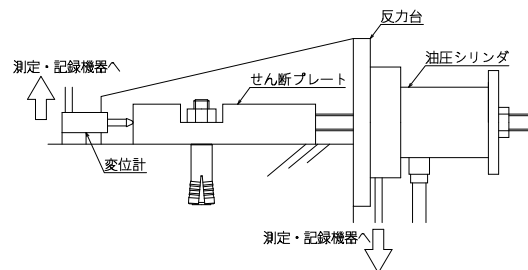 反力台
油圧シリンダ
測定・記録機器へ
せん断プレート
変位計
測定・記録機器へ